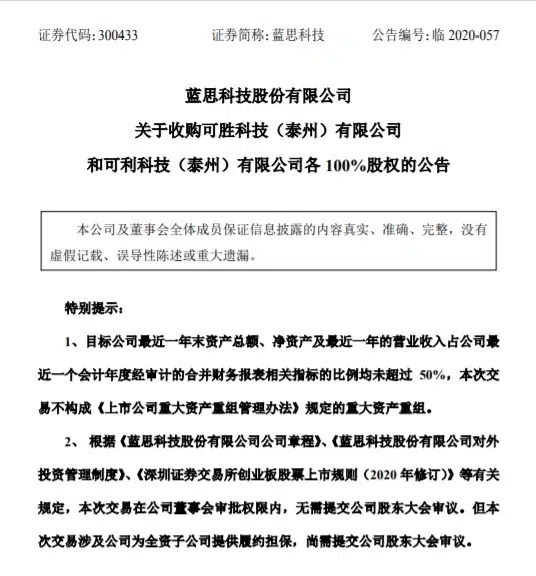 证券代码: 300433 证券简称: 蓝思科技 公告编号: 临 2020-057
蓝思科技股份有限公司
关于收购可胜科技（泰州）有限公司
和可利科技（泰州）有限公司各 100%股权的公告
本公司及董事会全体成员保证信息披露的内容真实、准确、完整，没有
虚假记载、误导性陈述或重大遗漏。
特别提示：
1、目标公司最近一年末资产总额、净资产及最近一年的营业收入占公司最
近一个会计年度经审计的合并财务报表相关指标的比例均未超过 50%，本次交
易不构成《上市公司重大资产重组管理办法》规定的重大资产重组。
2、 根据《蓝思科技股份有限公司公司章程》、《蓝思科技股份有限公司对外
投资管理制度》、《深圳证券交易所创业板股票上市规则（2020 年修订）》等有关
规定，本次交易在公司董事会审批权限内，无需提交公司股东大会审议。但本
次交易涉及公司为全资子公司提供履约担保，尚需提交公司股东大会审议。